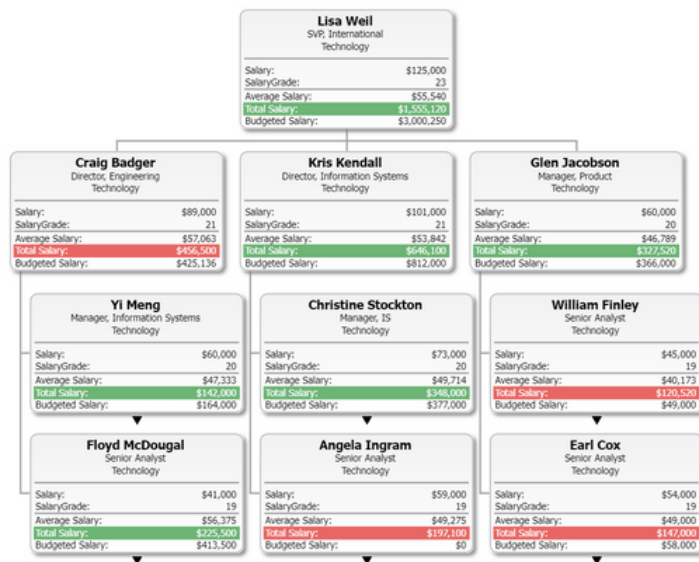 Lisa Weil
SVP, International
Technology
Salary: $125,000
SalaryGrade: 23
Average Salary: $55,540
Total Salary: $1,555,120
Budgeted Salary: $3,000,250
Craig Badger
Director, Engineering
Technology
Salary: $89,000
SalaryGrade: 21
Average Salary: $57,063
Total Salary: $456,500
Budgeted Salary: $425,136
Kris Kendall
Director, Information Systems
Technology
Salary: $101,000
SalaryGrade: 21
Average Salary: $53,842
Total Salary: $646,100
Budgeted Salary: $812,000
Glen Jacobson
Manager, Product
Technology
Salary: $60,000
SalaryGrade: 20
Average Salary: $46,789
Total Salary: $327,520
Budgeted Salary: $366,000
Yi Meng
Manager, Information Systems
Technology
Salary: $60,000
SalaryGrade: 20
Average Salary: $47,333
Total Salary: $142,000
Budgeted Salary: $164,000
Christine Stockton
Manager, IS
Technology
Salary: $73,000
SalaryGrade: 20
Average Salary: $49,714
Total Salary: $348,000
Budgeted Salary: $377,000
William Finley
Senior Analyst
Technology
Salary: $45,000
SalaryGrade: 19
Average Salary: $40,173
Total Salary: $120,520
Budgeted Salary: $49,000
Floyd McDougal
Senior Analyst
Technology
Salary: $41,000
SalaryGrade: 19
Average Salary: $56,375
Total Salary: $225,500
Budgeted Salary: $413,500
Angela Ingram
Senior Analyst
Technology
Salary: $59,000
SalaryGrade: 19
Average Salary: $49,275
Total Salary: $197,100
Budgeted Salary: $0
Earl Cox
Senior Analyst
Technology
Salary: $54,000
SalaryGrade: 19
Average Salary: $49,000
Total Salary: $147,000
Budgeted Salary: $58,000